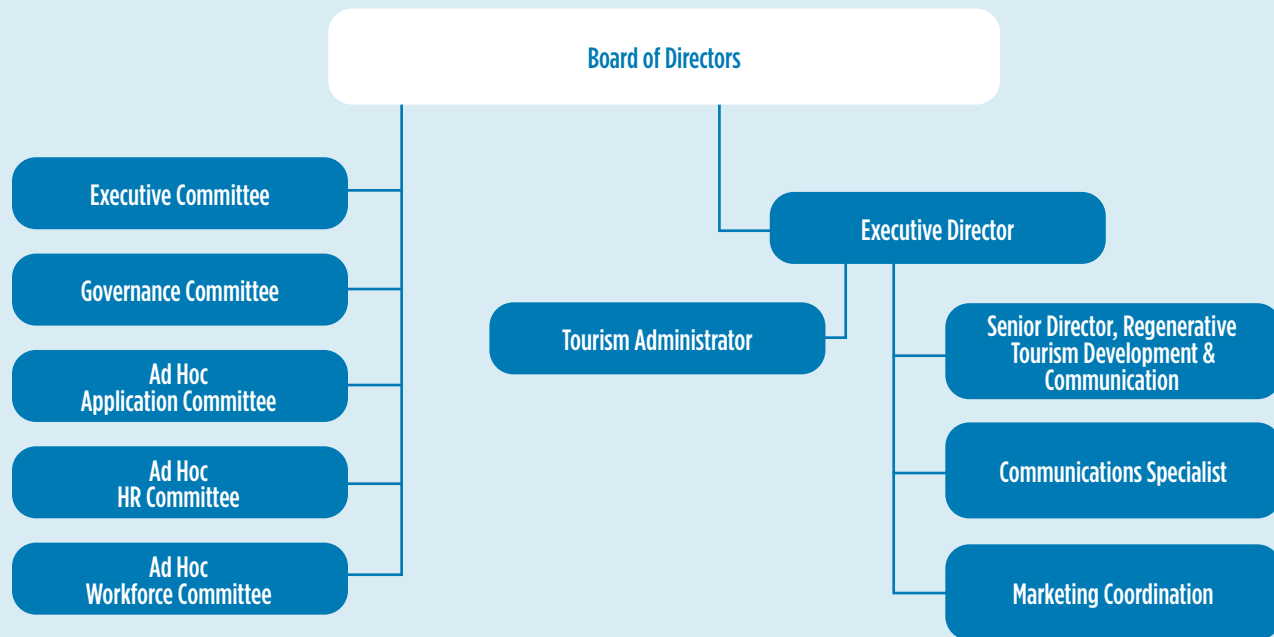 Board of Directors
Executive Committee
Governance Committee
Ad Hoc
Application Committee
Ad Hoc
HR Committee
Ad Hoc
Workforce Committee
Executive Director
Tourism Administrator
Senior Director, Regenerative
Tourism Development &
Communication
Communications Specialist
Marketing Coordination